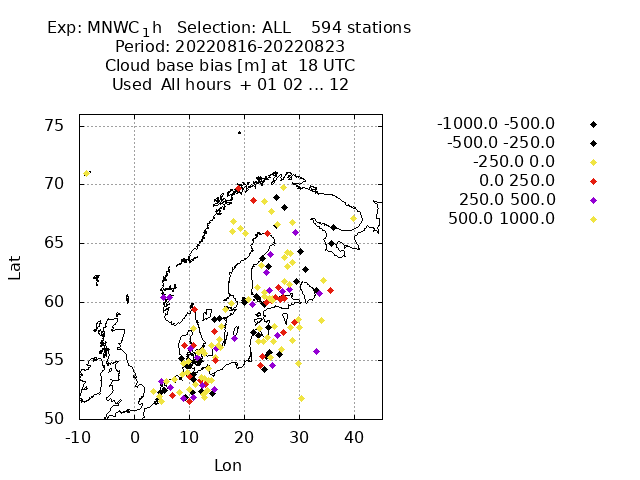 Exp: MNWC_1h   Selection: ALL    594 stations
Period: 20220816-20220823
Cloud base bias [m] at  18 UTC
Used  All hours  + 01 02 ... 12
-1000.0 -500.0
-500.0 -250.0
-250.0 0.0
0.0 250.0
250.0 500.0
500.0 1000.0
75
70
65
60
55
50
Lat
-10 0 10 20 30 40
Lon